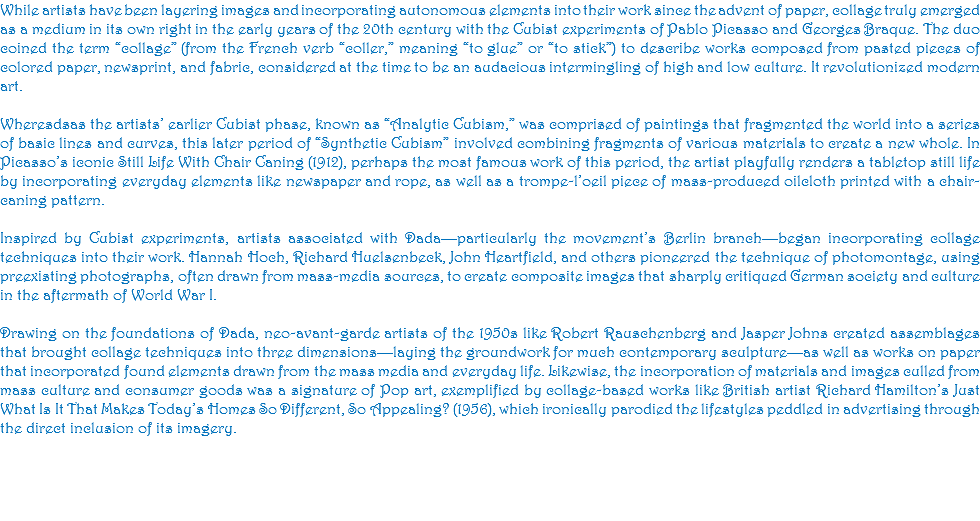 While artists have been layering images and incorporating autonomous elements into their work since the advent of paper, collage truly emerged
as a medium in its own right in the early years of the 20th century with the Cubist experiments of Pablo Picasso and Georges Braque. The duo
coined the term “collage” (from the French verb “coller,” meaning “to glue” or “to stick”) to describe works composed from pasted pieces of
colored paper, newsprint, and fabric, considered at the time to be an audacious intermingling of high and low culture. It revolutionized modern
art.
Wheresdsas the artists’ earlier Cubist phase, known as “Analytic Cubism,” was comprised of paintings that fragmented the world into a series
of basic lines and curves, this later period of “Synthetic Cubism” involved combining fragments of various materials to create a new whole. In
Picasso’s iconic Still Life With Chair Caning (1912), perhaps the most famous work of this period, the artist playfully renders a tabletop still life
by incorporating everyday elements like newspaper and rope, as well as a trompe-l’oeil piece of mass-produced oilcloth printed with a chair-
caning pattern.
Inspired by Cubist experiments, artists associated with Dada—particularly the movement’s Berlin branch—began incorporating collage
techniques into their work. Hannah Hoch, Richard Huelsenbeck, John Heartfield, and others pioneered the technique of photomontage, using
preexisting photographs, often drawn from mass-media sources, to create composite images that sharply critiqued German society and culture
in the aftermath of World War I.
Drawing on the foundations of Dada, neo-avant-garde artists of the 1950s like Robert Rauschenberg and Jasper Johns created assemblages
that brought collage techniques into three dimensions—laying the groundwork for much contemporary sculpture—as well as works on paper
that incorporated found elements drawn from the mass media and everyday life. Likewise, the incorporation of materials and images culled from
mass culture and consumer goods was a signature of Pop art, exemplified by collage-based works like British artist Richard Hamilton’s Just
What Is It That Makes Today’s Homes So Different, So Appealing? (1956), which ironically parodied the lifestyles peddled in advertising through
the direct inclusion of its imagery.